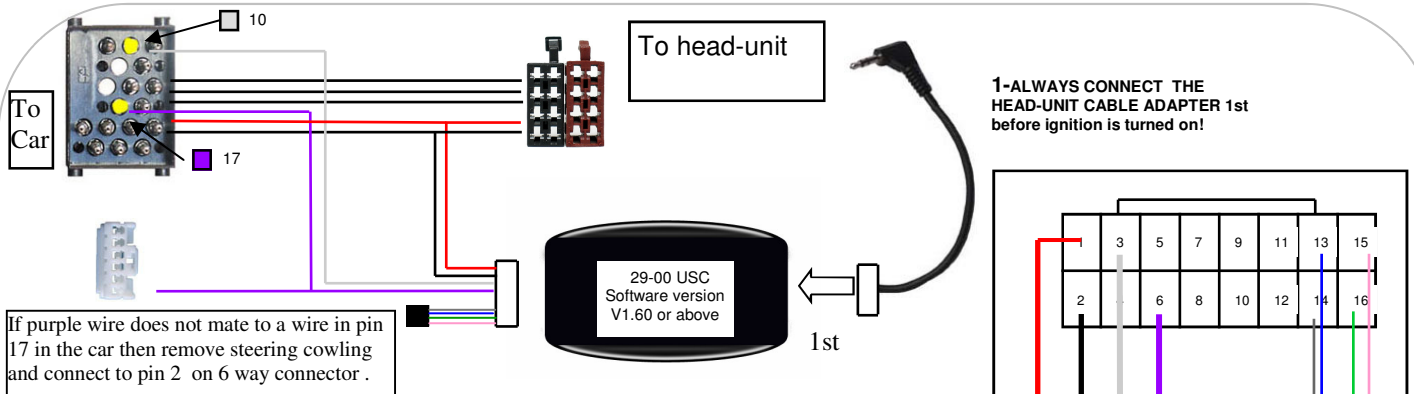 10
To head-unit
1-ALWAYS CONNECT THE
HEAD-UNIT CABLE ADAPTER 1st
before ignition is turned on!
To
Car
17
29-00 USC
Software version
V1.60 or above
1st
If purple wire does not mate to a wire in pin
17 in the car then remove steering cowling
and connect to pin 2 on 6 way connector .
1 3 5 7 9 11 13 15
2 4 6 8 10 12 14 16